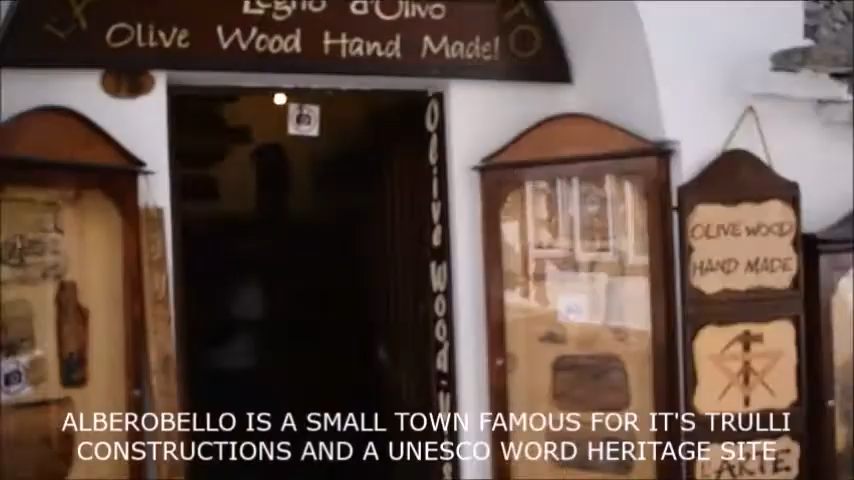 Legno d'Olivo
Olive Wood Hand Made!
Olive Wood
OLIVE WOOD
HAND MADE
L'ARTE
ALBEROBELLO IS A SMALL TOWN FAMOUS FOR IT'S TRULLI
CONSTRUCTIONS, AND A UNESCO WORD HERITAGE SITE